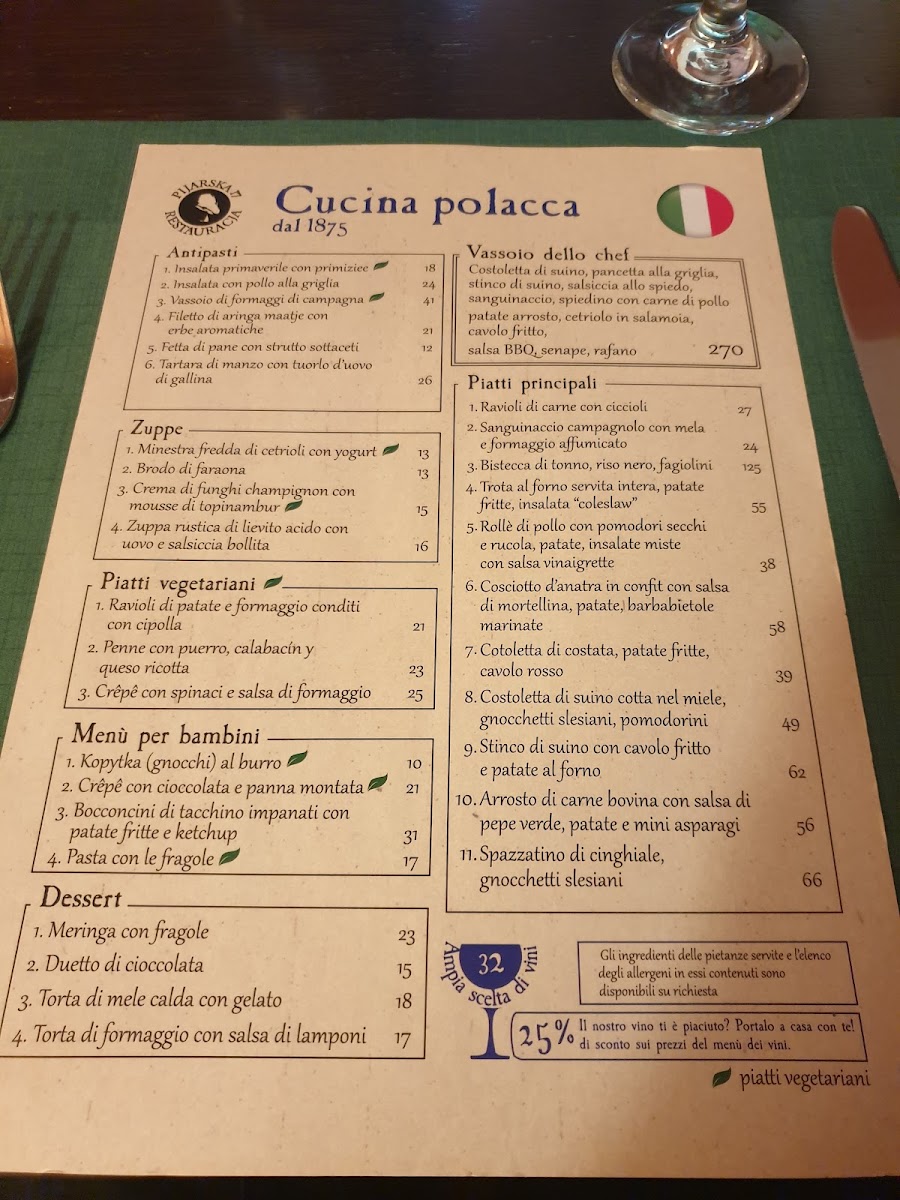 PIJARSKA 17
RESTAURACJA
Cucina polacca
dal 1875
Antipasti
1. Insalata primaverile con primiziee 18
2. Insalata con pollo alla griglia 24
3. Vassoio di formaggi di campagna 41
4. Filetto di aringa maatje con
erbe aromatiche 21
5. Fetta di pane con strutto sottaceti 12
6. Tartara di manzo con tuorlo d'uovo
di gallina 26
Zuppe
1. Minestra fredda di cetrioli con yogurt 13
2. Brodo di faraona 13
3. Crema di funghi champignon con
mousse di topinambur 15
4. Zuppa rustica di lievito acido con
uovo e salsiccia bollita 16
Piatti vegetariani
1. Ravioli di patate e formaggio conditi
con cipolla 21
2. Penne con puerro, calabacín y
queso ricotta 23
3. Crêpê con spinaci e salsa di formaggio 25
Menù per bambini
1. Kopytka (gnocchi) al burro 10
2. Crêpê con cioccolata e panna montata 21
3. Bocconcini di tacchino impanati con
patate fritte e ketchup 31
4. Pasta con le fragole 17
Dessert
1. Meringa con fragole 23
2. Duetto di cioccolata 15
3. Torta di mele calda con gelato 18
4. Torta di formaggio con salsa di lamponi 17
Vassoio dello chef
Costoletta di suino, pancetta alla griglia,
stinco di suino, salsiccia allo spiedo,
sanguinaccio, spiedino con carne di pollo
patate arrosto, cetriolo in salamoia,
cavolo fritto,
salsa BBQ, senape, rafano 270
Piatti principali
1. Ravioli di carne con ciccioli 27
2. Sanguinaccio campagnolo con mela
e formaggio affumicato 24
3. Bistecca di tonno, riso nero, fagiolini 125
4. Trota al forno servita intera, patate
fritte, insalata "coleslaw" 55
5. Rollè di pollo con pomodori secchi
e rucola, patate, insalate miste
con salsa vinaigrette 38
6. Cosciotto d'anatra in confit con salsa
di mortellina, patate, barbabietole
marinate 58
7. Cotoletta di costata, patate fritte,
cavolo rosso 39
8. Costoletta di suino cotta nel miele,
gnocchetti slesiani, pomodorini 49
9. Stinco di suino con cavolo fritto
e patate al forno 62
10. Arrosto di carne bovina con salsa di
pepe verde, patate e mini asparagi 56
11. Spazzatino di cinghiale,
gnocchetti slesiani 66
32
Ampia scelta di vini
Gli ingredienti delle pietanze servite e l'elenco
degli allergeni in essi contenuti sono
disponibili su richiesta
25% Il nostro vino ti è piaciuto? Portalo a casa con te!
di sconto sui prezzi del menù dei vini.
piatti vegetariani